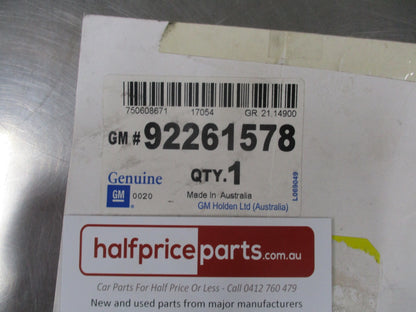 750608671 17054 GR. 21.14900
GM # 92261578
Genuine QTY. 1
GM 0020 Made in Australia
GM Holden Ltd (Australia)
L069049
halfpriceparts.com.au
Car Parts For Half Price Or Less - Call 0412 760 479
New and used parts from major manufacturers